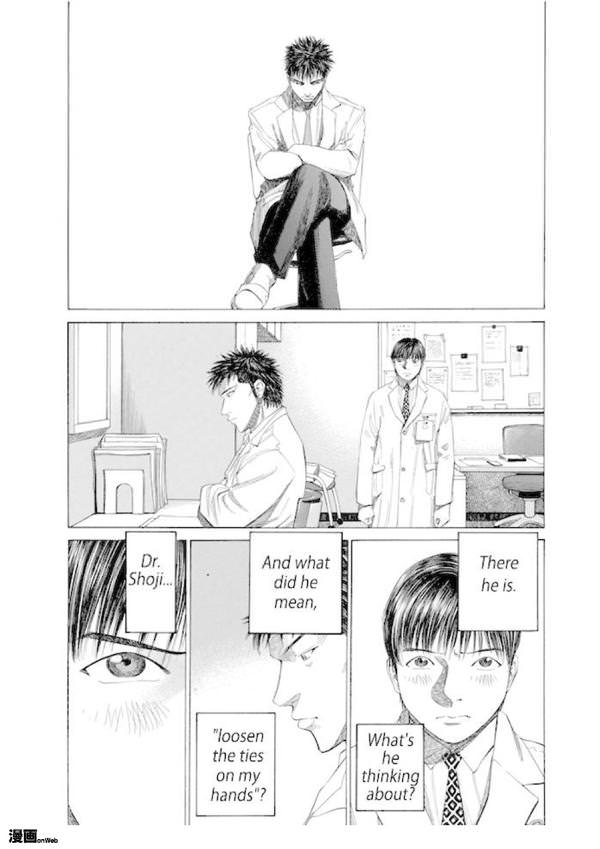 There
he is.
What's
he
thinking
about?
And what
did he
mean,
"loosen
the ties
on my
hands"?
Dr.
Shoji...
漫画onWeb